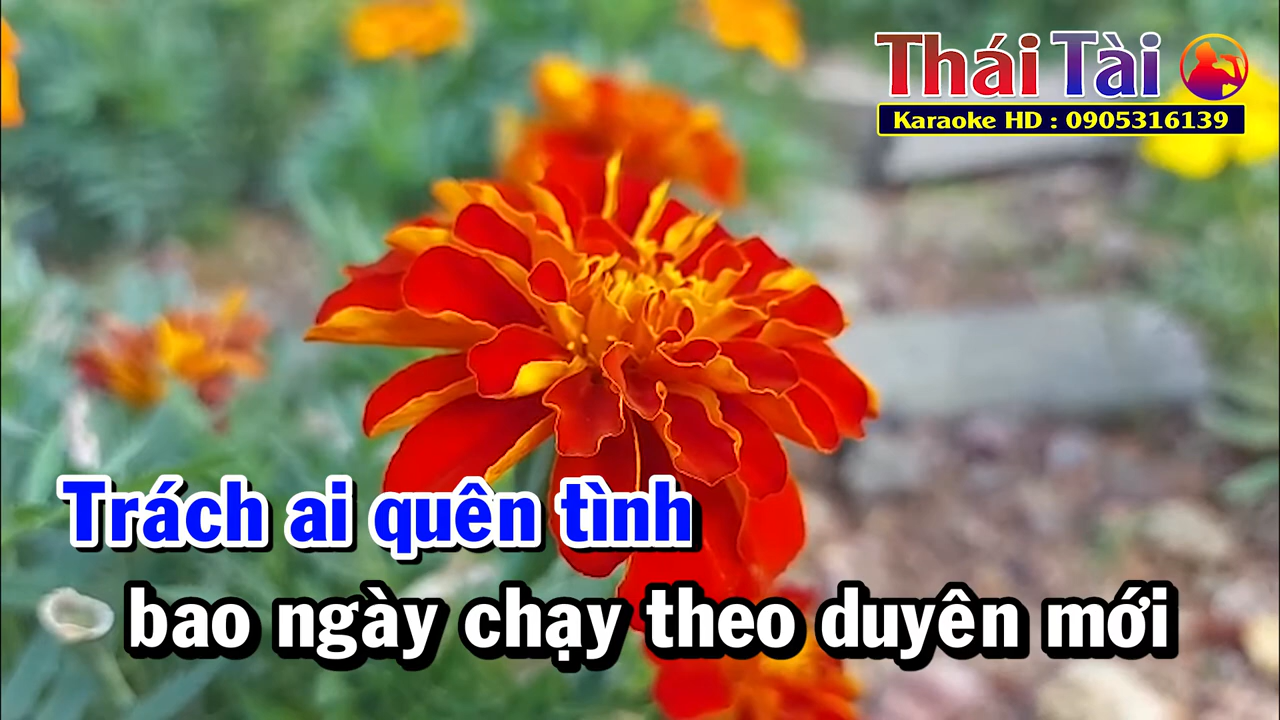 Thái Tài
Karaoke HD : 0905316139
Trách ai quên tình
bao ngày chạy theo duyên mới